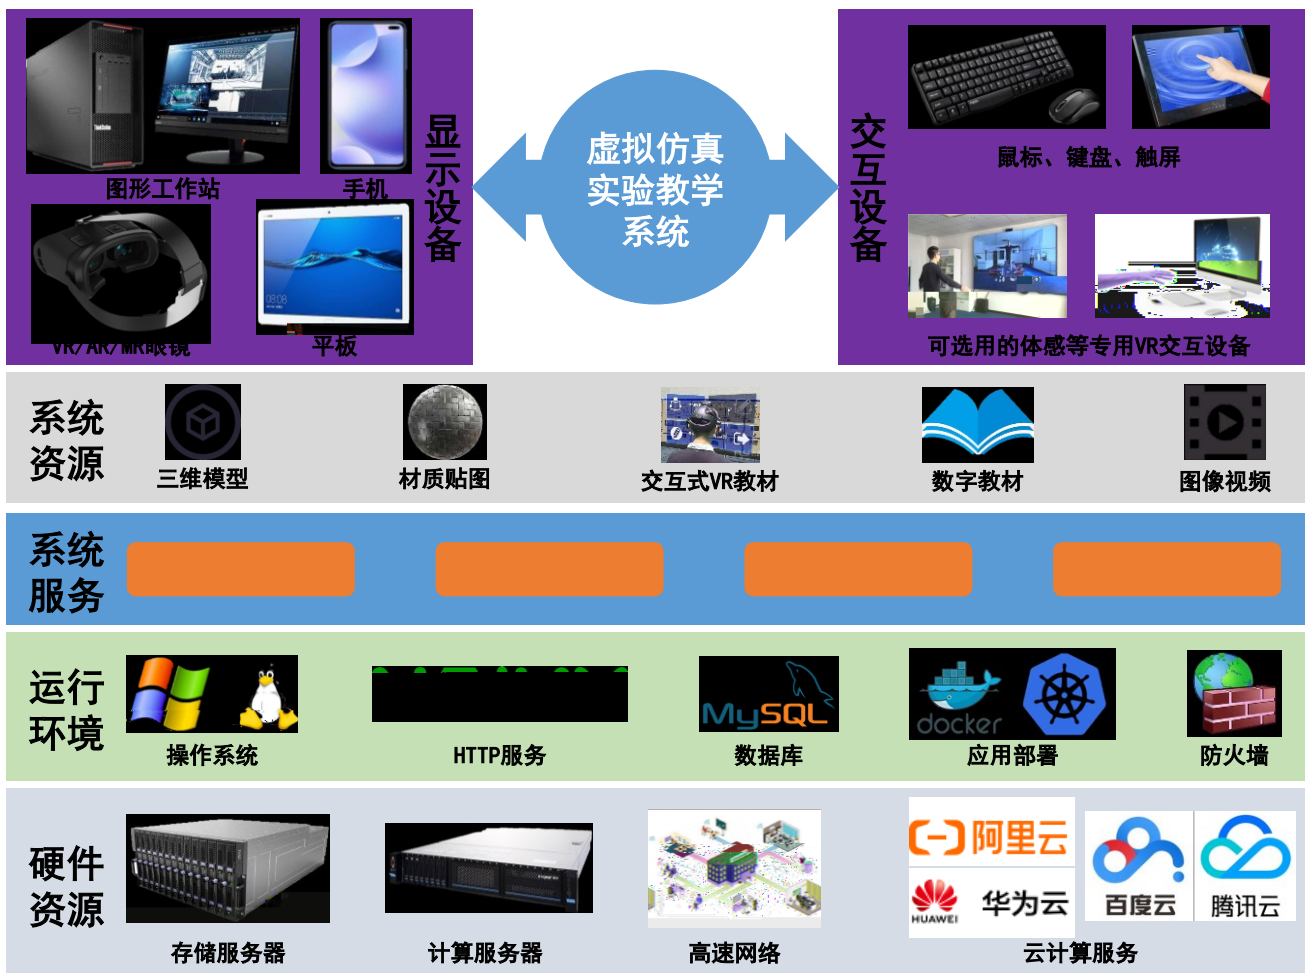 显示设备
图形工作站
手机
VR/AR/MR眼镜
平板
虚拟仿真
实验教学
系统
交互设备
鼠标、键盘、触屏
可选用的体感等专用VR交互设备
系统
资源
三维模型
材质贴图
交互式VR教材
数字教材
图像视频
系统
服务
运行
环境
MySQL
docker
操作系统
HTTP服务
数据库
应用部署
防火墙
硬件
资源
阿里云
HUAWEI
华为云
百度云
腾讯云
存储服务器
计算服务器
高速网络
云计算服务